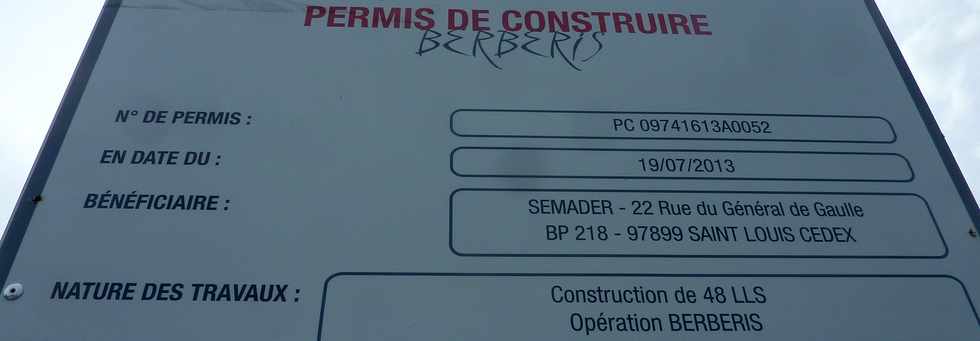 PERMIS DE CONSTRUIRE
BERBERIS
N° DE PERMIS : PC 09741613A0052
EN DATE DU : 19/07/2013
BÉNÉFICIAIRE : SEMADER - 22 Rue du Général de Gaulle
BP 218 - 97899 SAINT LOUIS CEDEX
NATURE DES TRAVAUX : Construction de 48 LLS
Opération BERBERIS